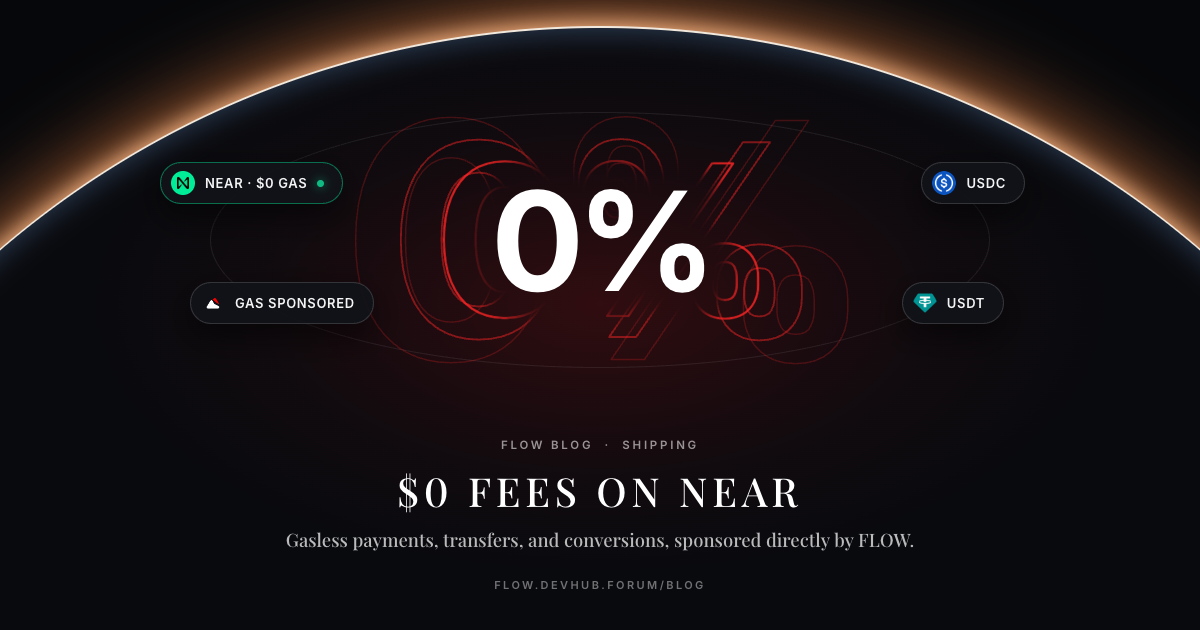 NEAR · $0 GAS
USDC
0%
GAS SPONSORED
USDT
FLOW BLOG · SHIPPING
$0 FEES ON NEAR
Gasless payments, transfers, and conversions, sponsored directly by FLOW.
FLOW.DEVHUB.FORUM/BLOG